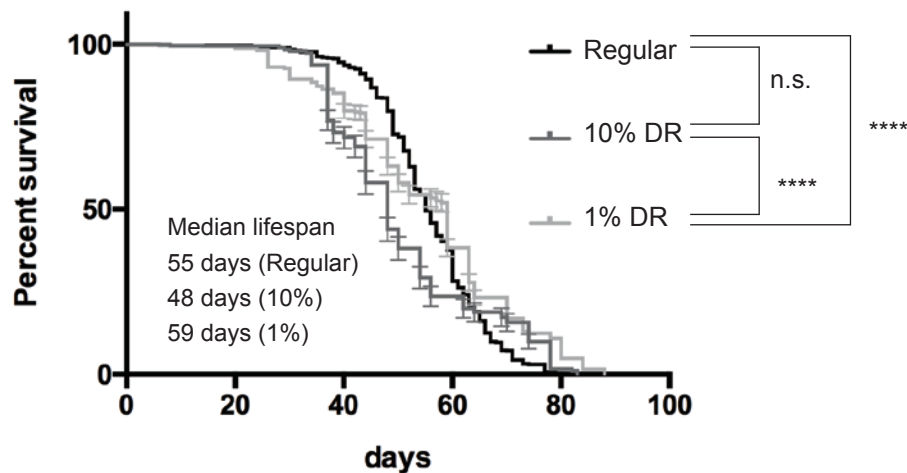 100
50
0
Percent survival
0 20 40 60 80 100
days
Median lifespan
55 days (Regular)
48 days (10%)
59 days (1%)
Regular
10% DR
1% DR
n.s.
****
****